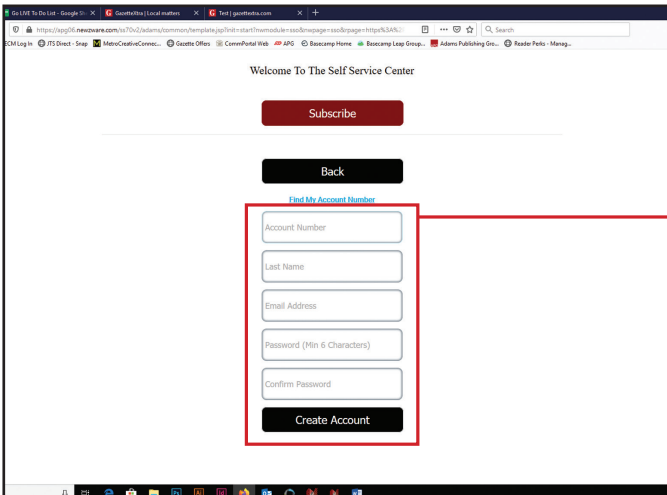 Go LIVE To Do List - Google Sh
GazetteXtra | Local matters
Test | gazettextra.com
https://apg06.newzware.com/ss70v2/adams/common/template.jsp?init=start?nwmodule=sso&nwpage=sso&rpage=https%3A%2
Search
ECM Log In
JTS Direct - Snap
MetroCreativeConnec...
Gazette Offers
CommPortal Web
APG
Basecamp Home
Basecamp Leap Group...
Adams Publishing Gro...
Reader Perks - Manag...
Welcome To The Self Service Center
Subscribe
Back
Find My Account Number
Account Number
Last Name
Email Address
Password (Min 6 Characters)
Confirm Password
Create Account